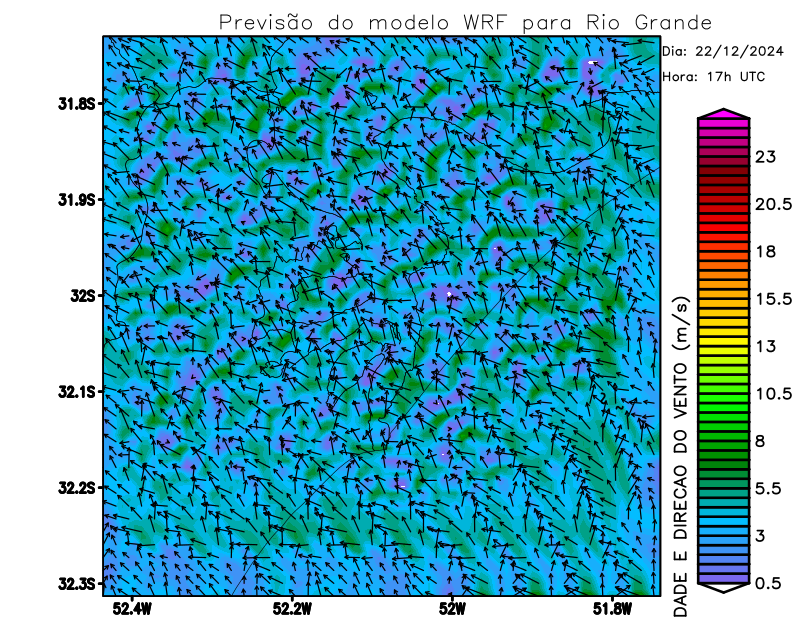 Previsão do modelo WRF para Rio Grande
Dia: 22/12/2024
Hora: 17h UTC
31.8S
31.9S
32S
32.1S
32.2S
32.3S
52.4W
52.2W
52W
51.8W
23
20.5
18
15.5
13
10.5
8
5.5
3
0.5
DADE E DIRECAO DO VENTO (m/s)